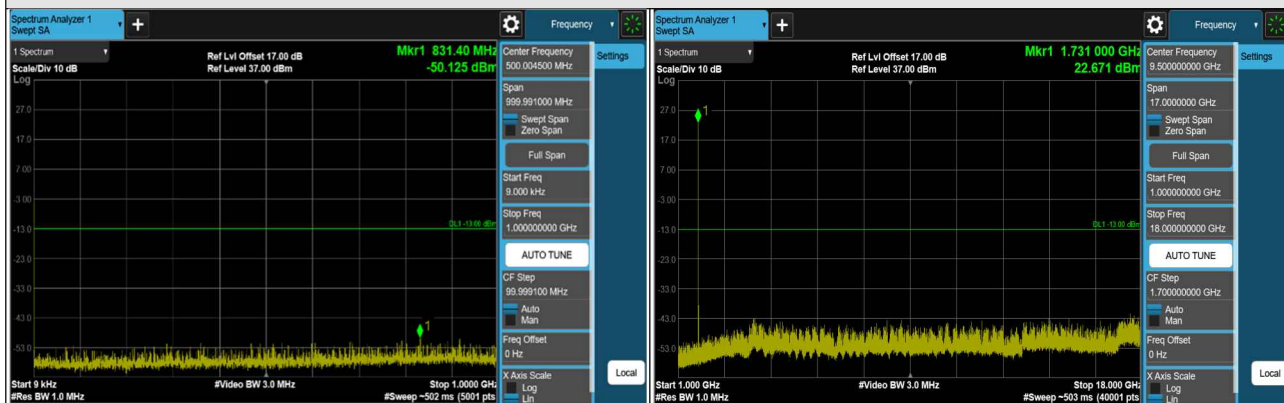 Spectrum Analyzer 1
Swept SA
+
Frequency
1 Spectrum
Scale/Div 10 dB
Log
Ref Lvl Offset 17.00 dB
Ref Level 37.00 dBm
Mkr1 831.40 MHz
-50.125 dBm
27.0
17.0
7.00
-3.00
-13.0
-23.0
-33.0
-43.0
-53.0
DL1 -13.00 dBm
1
Start 9 kHz
#Res BW 1.0 MHz
#Video BW 3.0 MHz
Stop 1.0000 GHz
#Sweep ~502 ms (5001 pts
Center Frequency
500.004500 MHz
Span
999.991000 MHz
Swept Span
Zero Span
Full Span
Start Freq
9.000 kHz
Stop Freq
1.000000000 GHz
AUTO TUNE
CF Step
99.999100 MHz
Auto
Man
Freq Offset
0 Hz
X Axis Scale
Log
Lin
Settings
Local
Spectrum Analyzer 1
Swept SA
+
Frequency
1 Spectrum
Scale/Div 10 dB
Log
Ref Lvl Offset 17.00 dB
Ref Level 37.00 dBm
Mkr1 1.731 000 GHz
22.671 dBm
27.0
17.0
7.00
-3.00
-13.0
-23.0
-33.0
-43.0
-53.0
DL1 -13.00 dBm
1
Start 1.000 GHz
#Res BW 1.0 MHz
#Video BW 3.0 MHz
Stop 18.000 GHz
#Sweep ~503 ms (40001 pts
Center Frequency
9.500000000 GHz
Span
17.0000000 GHz
Swept Span
Zero Span
Full Span
Start Freq
1.000000000 GHz
Stop Freq
18.000000000 GHz
AUTO TUNE
CF Step
1.700000000 GHz
Auto
Man
Freq Offset
0 Hz
X Axis Scale
Log
Lin
Settings
Local